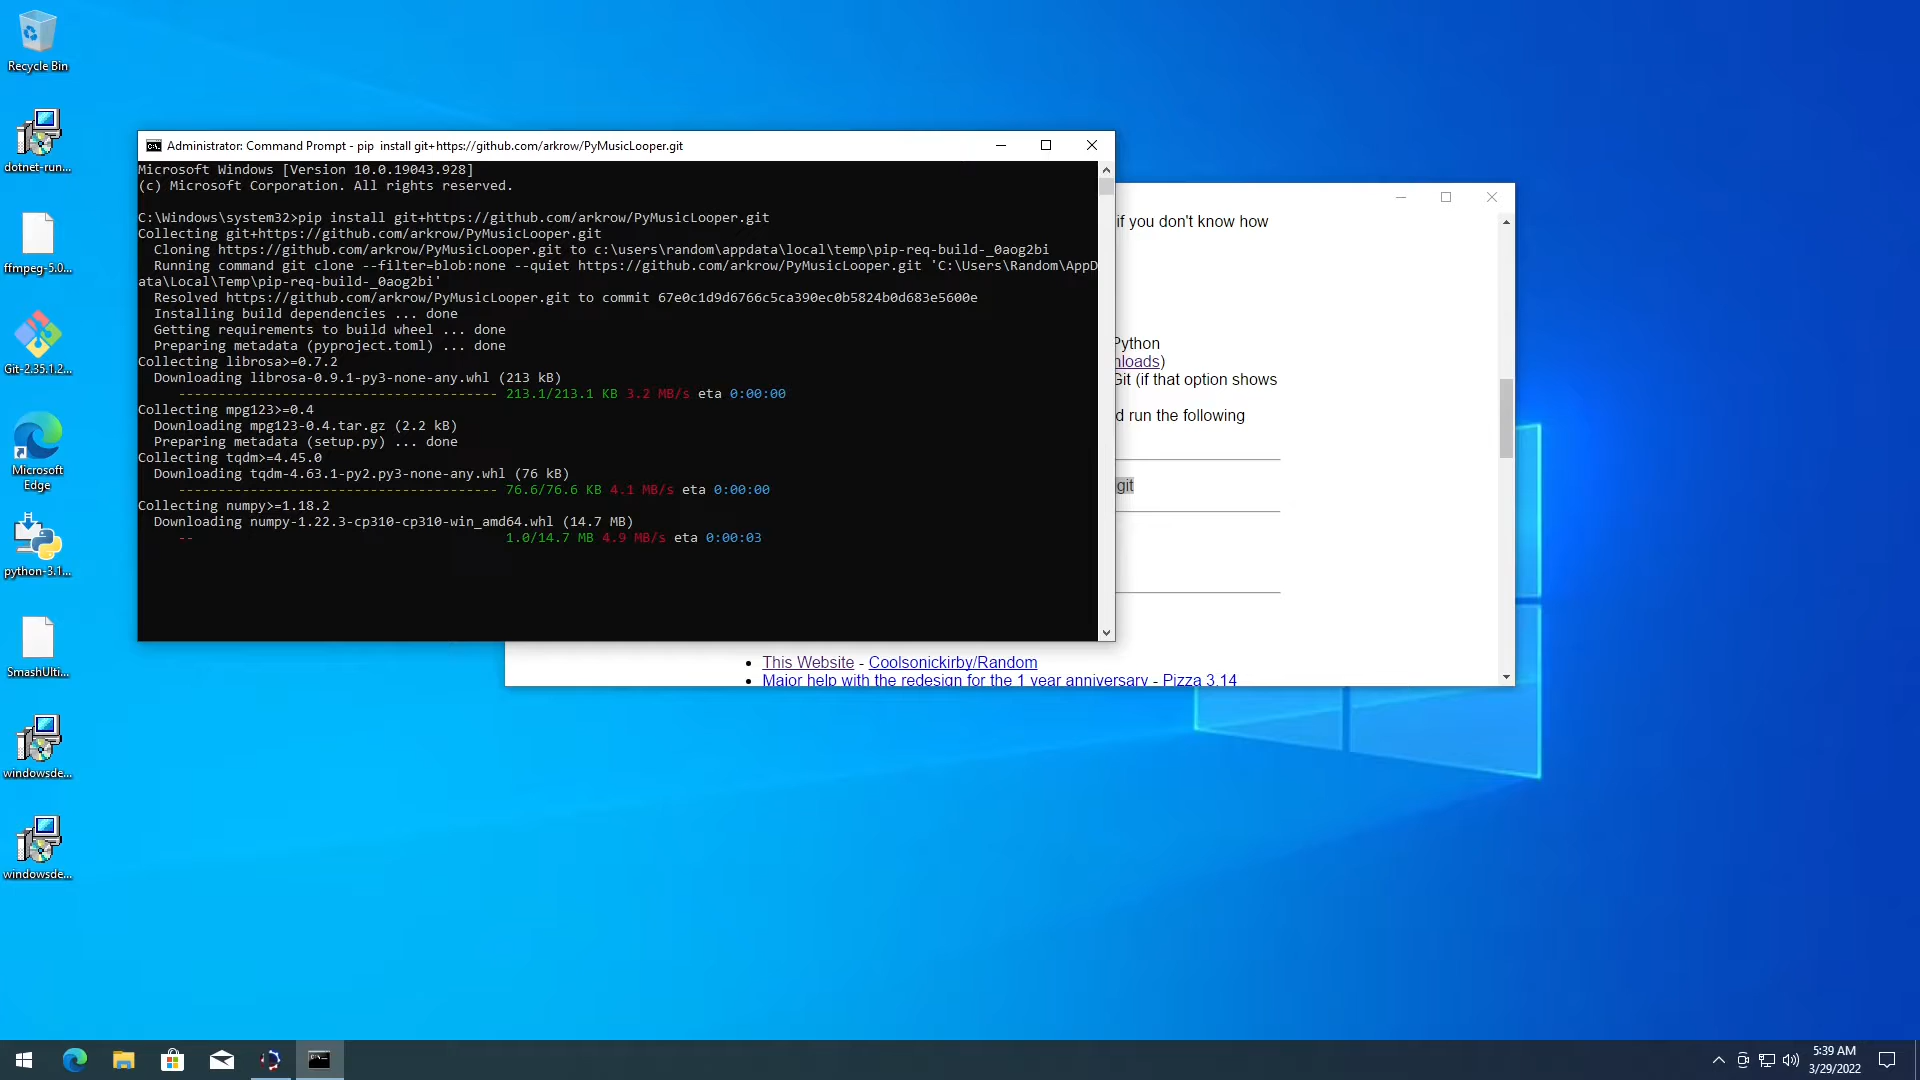 Recycle Bin
dotnet-run...
ffmpeg-5.0...
Git-2.35.1.2...
Microsoft
Edge
python-3.1...
SmashUlti...
windowsde...
windowsde...
Administrator: Command Prompt - pip  install git+https://github.com/arkrow/PyMusicLooper.git
Microsoft Windows [Version 10.0.19043.928]
(c) Microsoft Corporation. All rights reserved.
C:\Windows\system32>pip install git+https://github.com/arkrow/PyMusicLooper.git
Collecting git+https://github.com/arkrow/PyMusicLooper.git
  Cloning https://github.com/arkrow/PyMusicLooper.git to c:\users\random\appdata\local\temp\pip-req-build-_0aog2bi
  Running command git clone --filter=blob:none --quiet https://github.com/arkrow/PyMusicLooper.git 'C:\Users\Random\AppD
ata\Local\Temp\pip-req-build-_0aog2bi'
  Resolved https://github.com/arkrow/PyMusicLooper.git to commit 67e0c1d9d6766c5ca390ec0b5824b0d683e5600e
  Installing build dependencies ... done
  Getting requirements to build wheel ... done
  Preparing metadata (pyproject.toml) ... done
Collecting librosa>=0.7.2
  Downloading librosa-0.9.1-py3-none-any.whl (213 kB)
     ---------------------------------------- 213.1/213.1 KB 3.2 MB/s eta 0:00:00
Collecting mpg123>=0.4
  Downloading mpg123-0.4.tar.gz (2.2 kB)
  Preparing metadata (setup.py) ... done
Collecting tqdm>=4.45.0
  Downloading tqdm-4.63.1-py2.py3-none-any.whl (76 kB)
     ---------------------------------------- 76.6/76.6 KB 4.1 MB/s eta 0:00:00
Collecting numpy>=1.18.2
  Downloading numpy-1.22.3-cp310-cp310-win_amd64.whl (14.7 MB)
     -- 1.0/14.7 MB 4.9 MB/s eta 0:00:03
if you don't know how
Python
nloads)
Git (if that option shows
d run the following
git
This Website - Coolsonickirby/Random
Major help with the redesign for the 1 year anniversary - Pizza 3.14
5:39 AM
3/29/2022